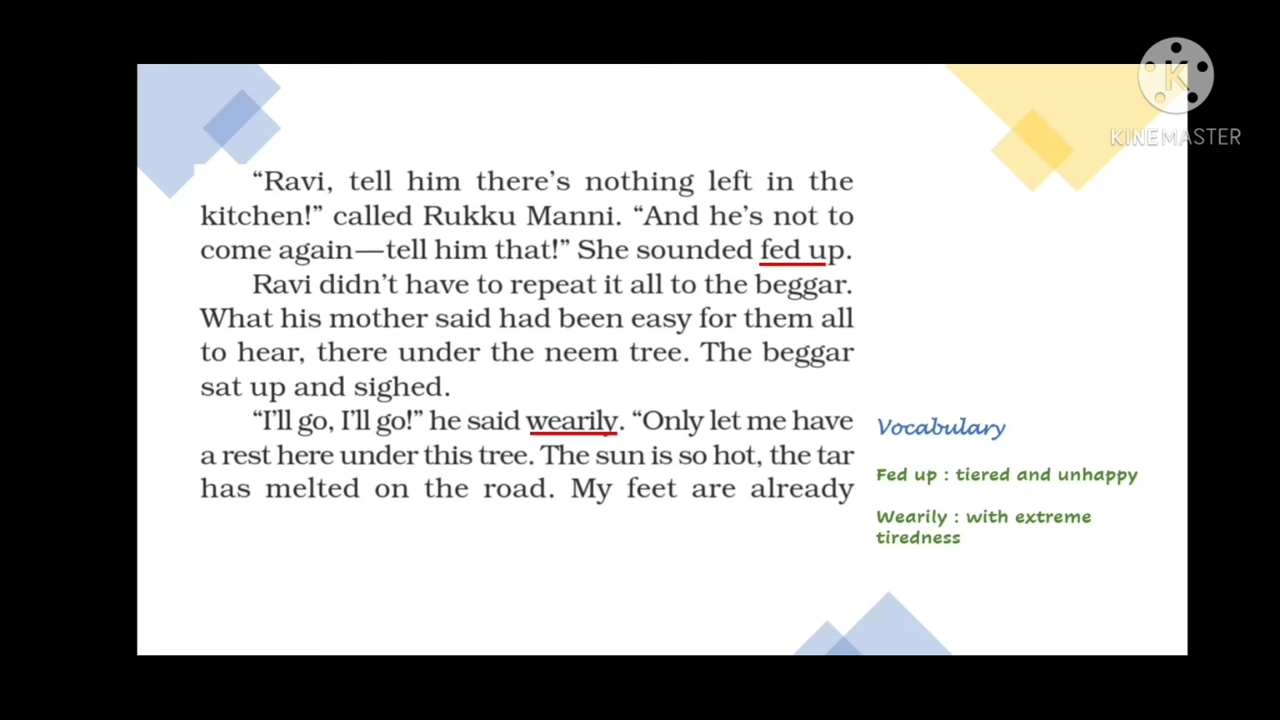 “Ravi, tell him there’s nothing left in the
kitchen!” called Rukku Manni. “And he’s not to
come again—tell him that!” She sounded fed up.
Ravi didn’t have to repeat it all to the beggar.
What his mother said had been easy for them all
to hear, there under the neem tree. The beggar
sat up and sighed.
“I’ll go, I’ll go!” he said wearily. “Only let me have
a rest here under this tree. The sun is so hot, the tar
has melted on the road. My feet are already
Vocabulary
Fed up : tiered and unhappy
Wearily : with extreme
tiredness
K
KINEMASTER